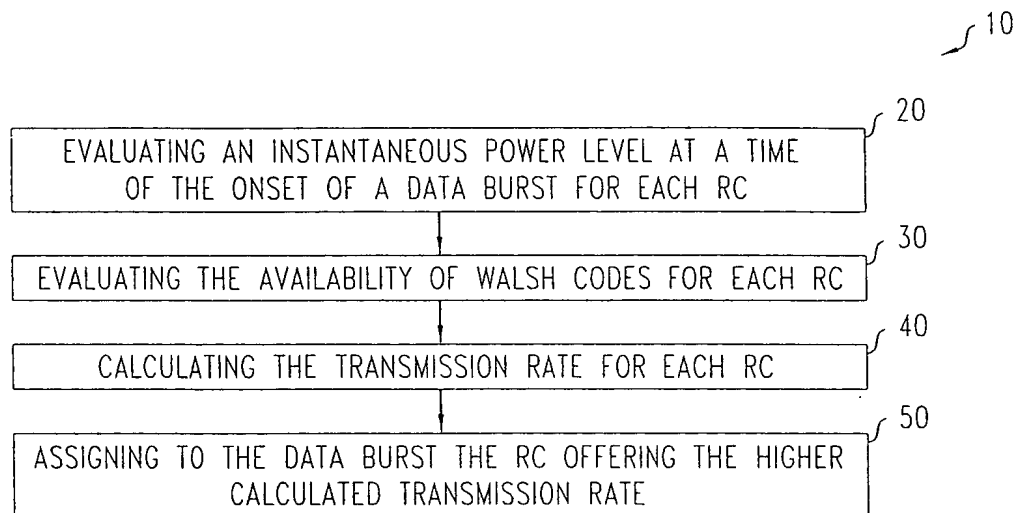 10
20
EVALUATING AN INSTANTANEOUS POWER LEVEL AT A TIME
OF THE ONSET OF A DATA BURST FOR EACH RC
30
EVALUATING THE AVAILABILITY OF WALSH CODES FOR EACH RC
40
CALCULATING THE TRANSMISSION RATE FOR EACH RC
50
ASSIGNING TO THE DATA BURST THE RC OFFERING THE HIGHER
CALCULATED TRANSMISSION RATE